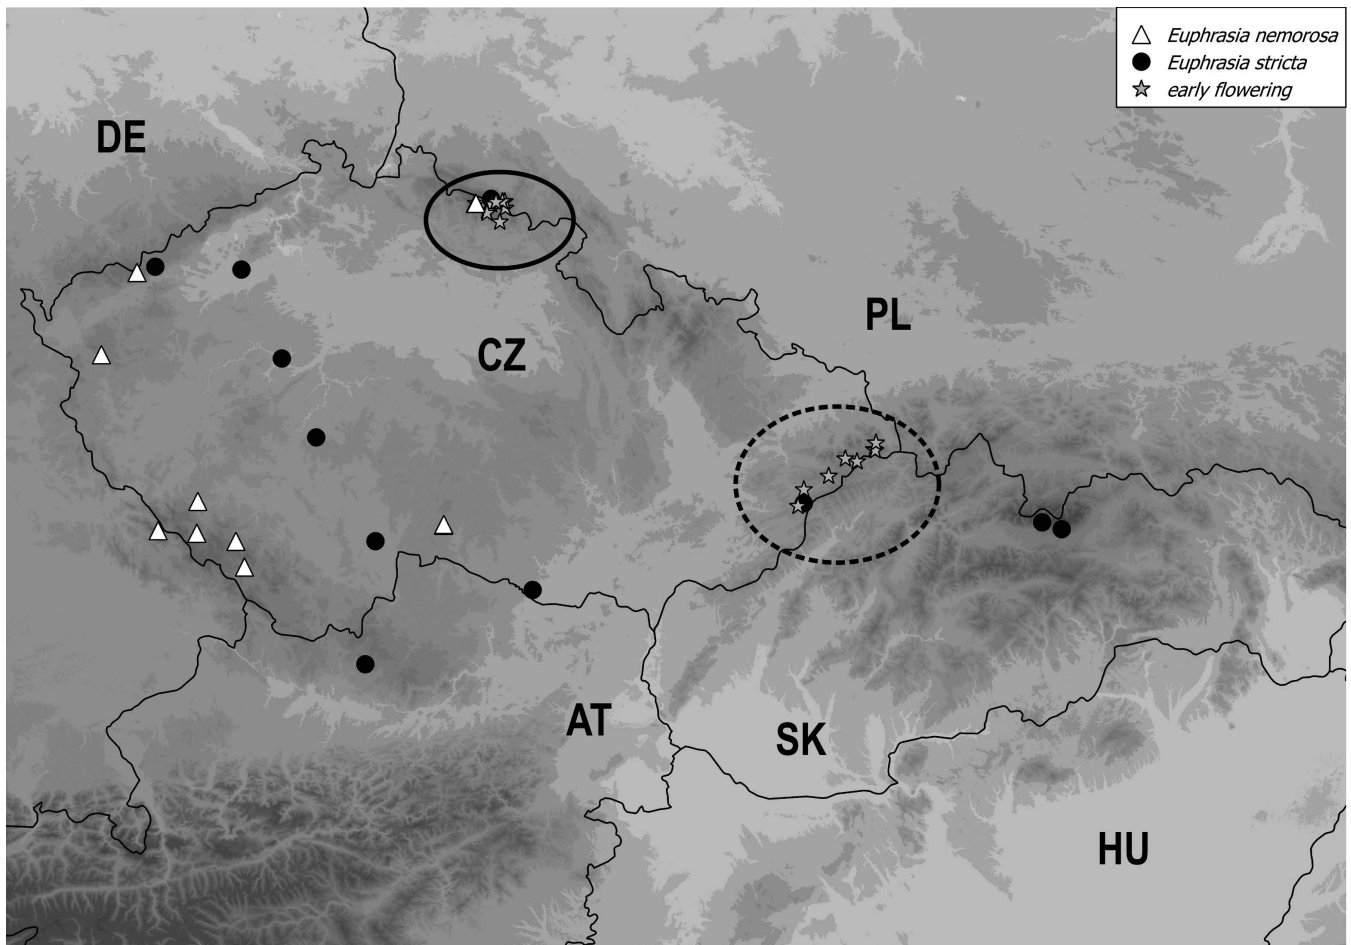 Euphrasia nemorosa
Euphrasia stricta
early flowering
DE
PL
CZ
AT
SK
HU